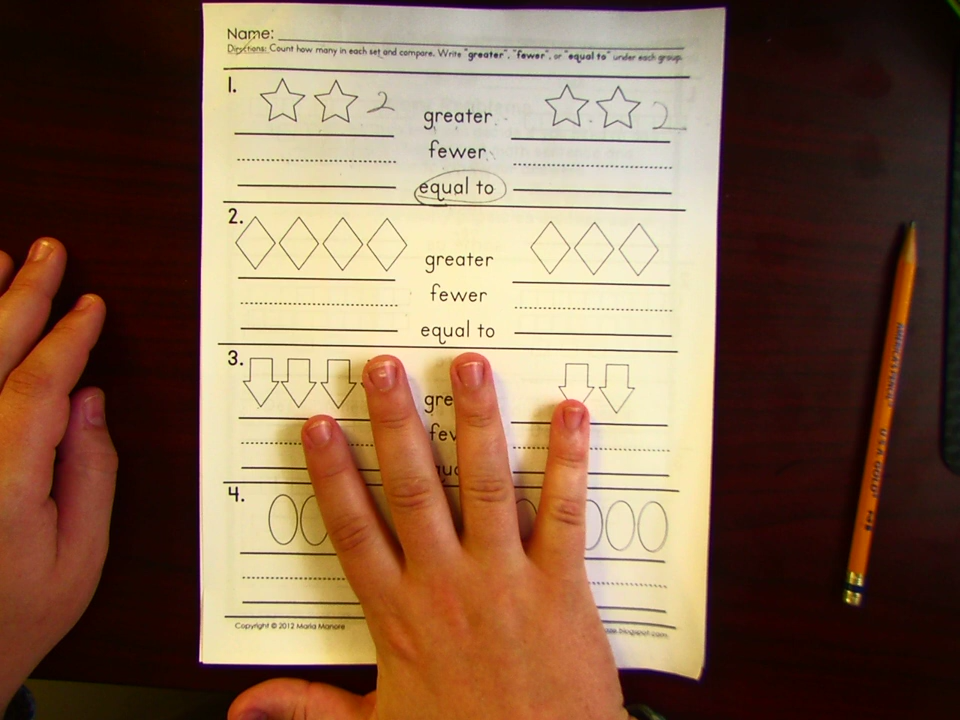 Name:
Directions: Count how many in each set and compare. Write "greater", "fewer", or "equal to" under each group.
1.
2
greater
2
fewer
equal to
2.
greater
fewer
equal to
3.
4.
Copyright © 2012 Maria Manore